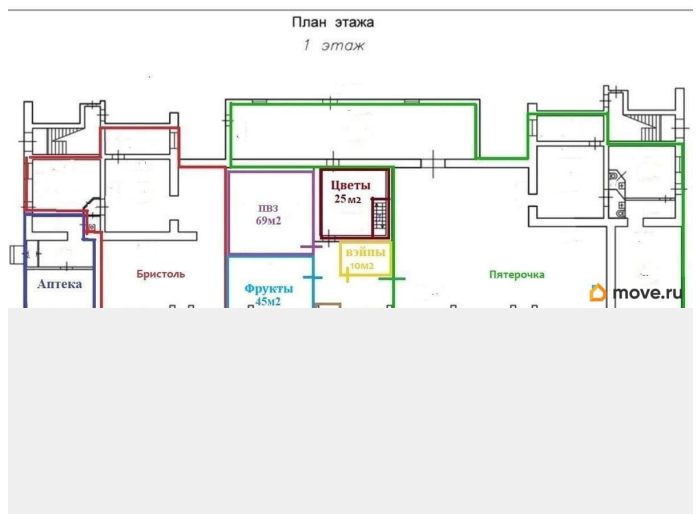 План этажа
1 этаж
Цветы
25м2
пвз
69м2
вэйпы
10м2
Бристоль
Пятерочка
Аптека
Фрукты
45м2
move.ru